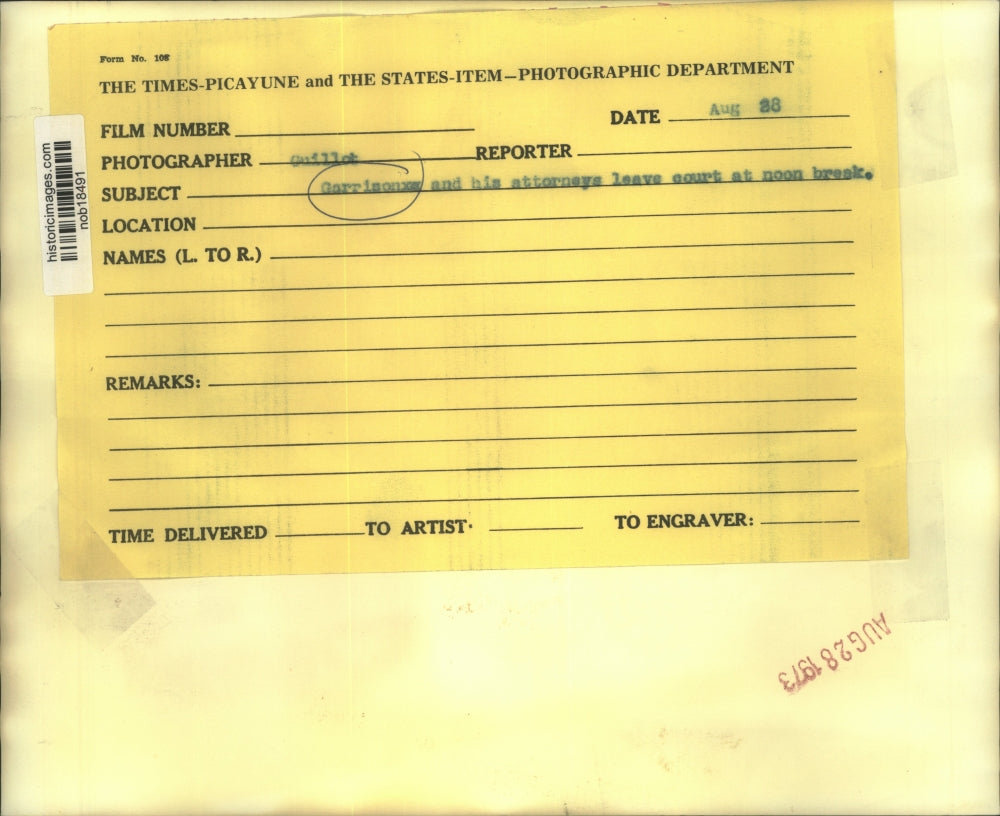 Form No. 108
THE TIMES-PICAYUNE and THE STATES-ITEM—PHOTOGRAPHIC DEPARTMENT
DATE Aug 28
FILM NUMBER
PHOTOGRAPHER Guillot REPORTER
SUBJECT Garrisonxx and his attorneys leave court at noon break.
LOCATION
NAMES (L. TO R.)
REMARKS:
TIME DELIVERED TO ARTIST TO ENGRAVER:
historicimages.com
nob18491
AUG 28 1973